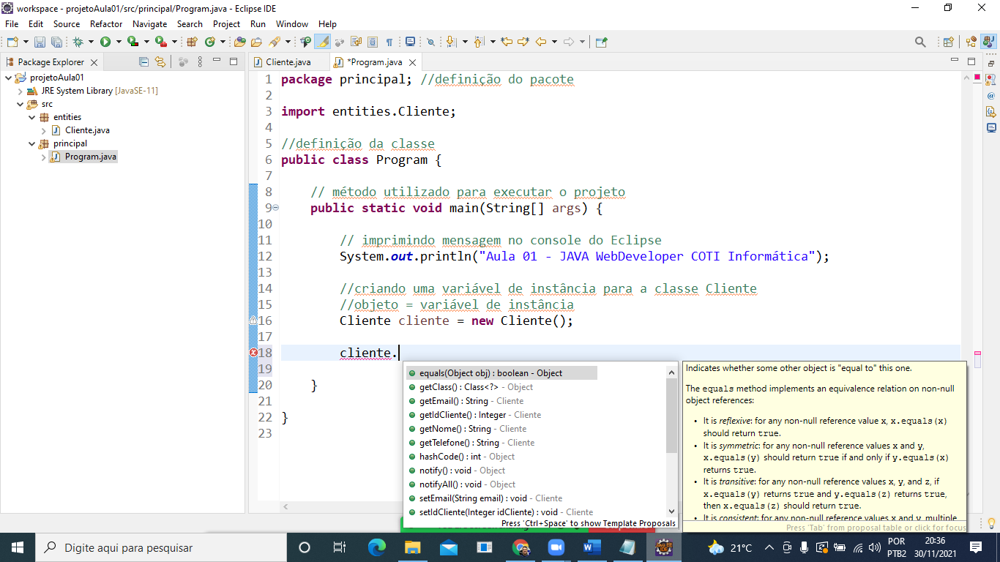 workspace - projetoAula01/src/principal/Program.java - Eclipse IDE
File Edit Source Refactor Navigate Search Project Run Window Help
Package Explorer
projetoAula01
JRE System Library [JavaSE-11]
src
entities
Cliente.java
principal
Program.java
Cliente.java *Program.java
1 package principal; //definição do pacote
2
3 import entities.Cliente;
4
5 //definição da classe
6 public class Program {
7
8 // método utilizado para executar o projeto
9 public static void main(String[] args) {
10
11 // imprimindo mensagem no console do Eclipse
12 System.out.println("Aula 01 - JAVA WebDeveloper COTI Informática");
13
14 //criando uma variável de instância para a classe Cliente
15 //objeto = variável de instância
16 Cliente cliente = new Cliente();
17
18 cliente.
19
20 }
21
22 }
23
equals(Object obj) : boolean - Object
getClass() : Class<?> - Object
getEmail() : String - Cliente
getIdCliente() : Integer - Cliente
getNome() : String - Cliente
getTelefone() : String - Cliente
hashCode() : int - Object
notify() : void - Object
notifyAll() : void - Object
setEmail(String email) : void - Cliente
setIdCliente(Integer idCliente) : void - Cliente
Press 'Ctrl+Space' to show Template Proposals
Indicates whether some other object is "equal to" this one.
The equals method implements an equivalence relation on non-null
object references:
• It is reflexive: for any non-null reference value x, x.equals(x)
should return true.
• It is symmetric: for any non-null reference values x and y,
x.equals(y) should return true if and only if y.equals(x)
returns true.
• It is transitive: for any non-null reference values x, y, and z, if
x.equals(y) returns true and y.equals(z) returns true,
then x.equals(z) should return true.
• It is consistent: for any non-null reference values x and y, multiple
Press 'Tab' from proposal table or click for focus
Digite aqui para pesquisar
21°C
POR
PTB2
20:36
30/11/2021